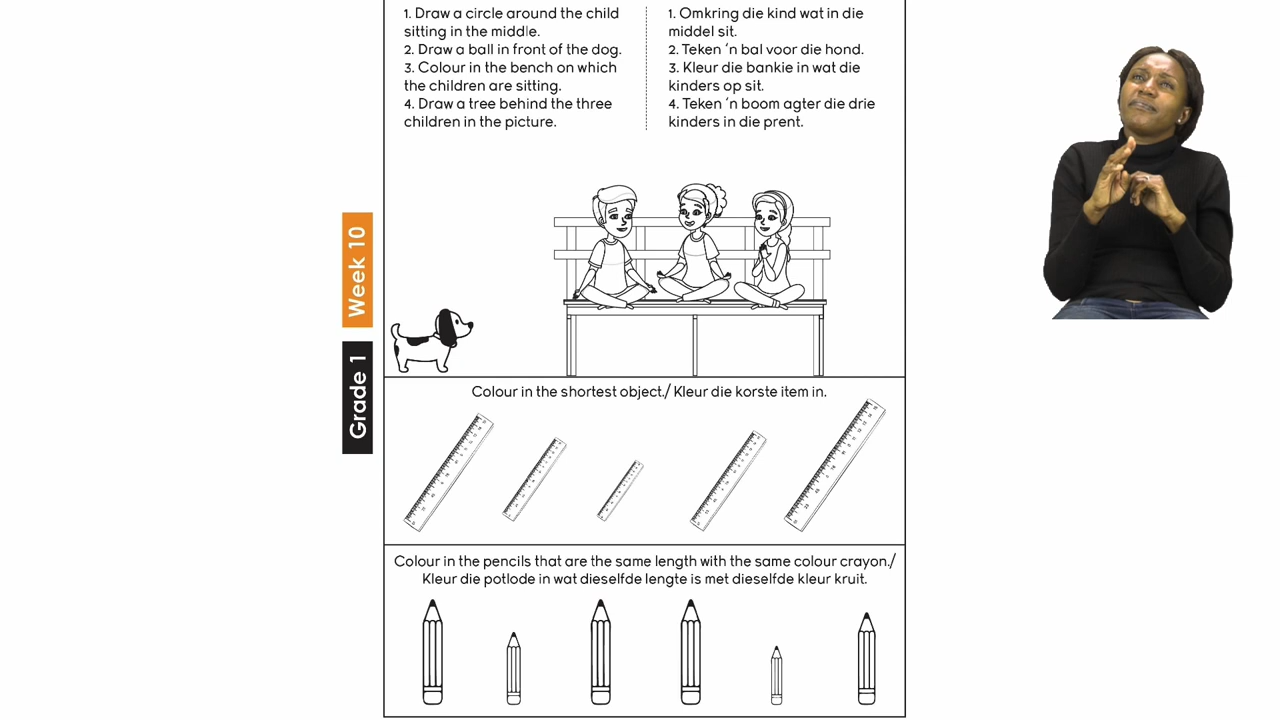 1. Draw a circle around the child
sitting in the middle.
2. Draw a ball in front of the dog.
3. Colour in the bench on which
the children are sitting.
4. Draw a tree behind the three
children in the picture.
1. Omkring die kind wat in die
middel sit.
2. Teken ’n bal voor die hond.
3. Kleur die bankie in wat die
kinders op sit.
4. Teken ’n boom agter die drie
kinders in die prent.
Week 10
Grade 1
Colour in the shortest object./ Kleur die korste item in.
Colour in the pencils that are the same length with the same colour crayon./
Kleur die potlode in wat dieselfde lengte is met dieselfde kleur kruit.